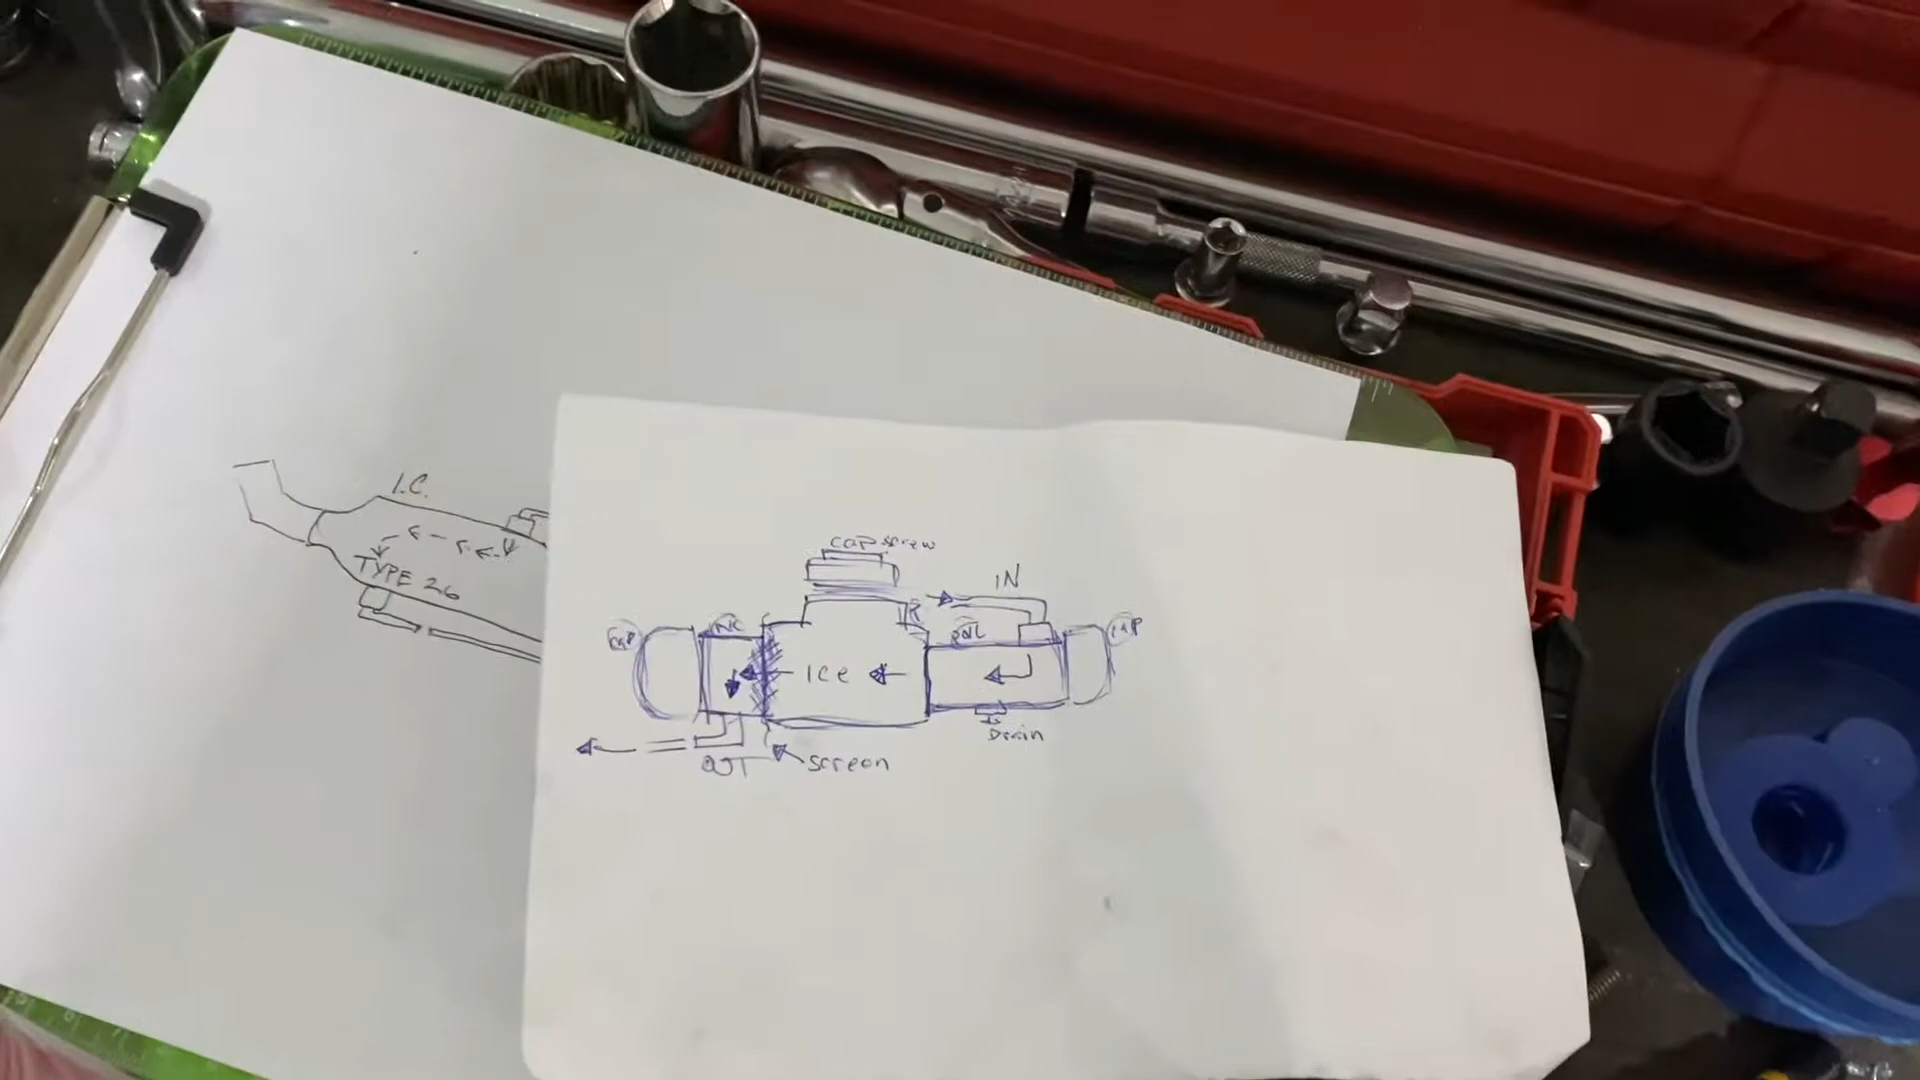 I.C.
TYPE 26
cap screw
IN
CAP
CAP
ICe
Drain
OUT
screen